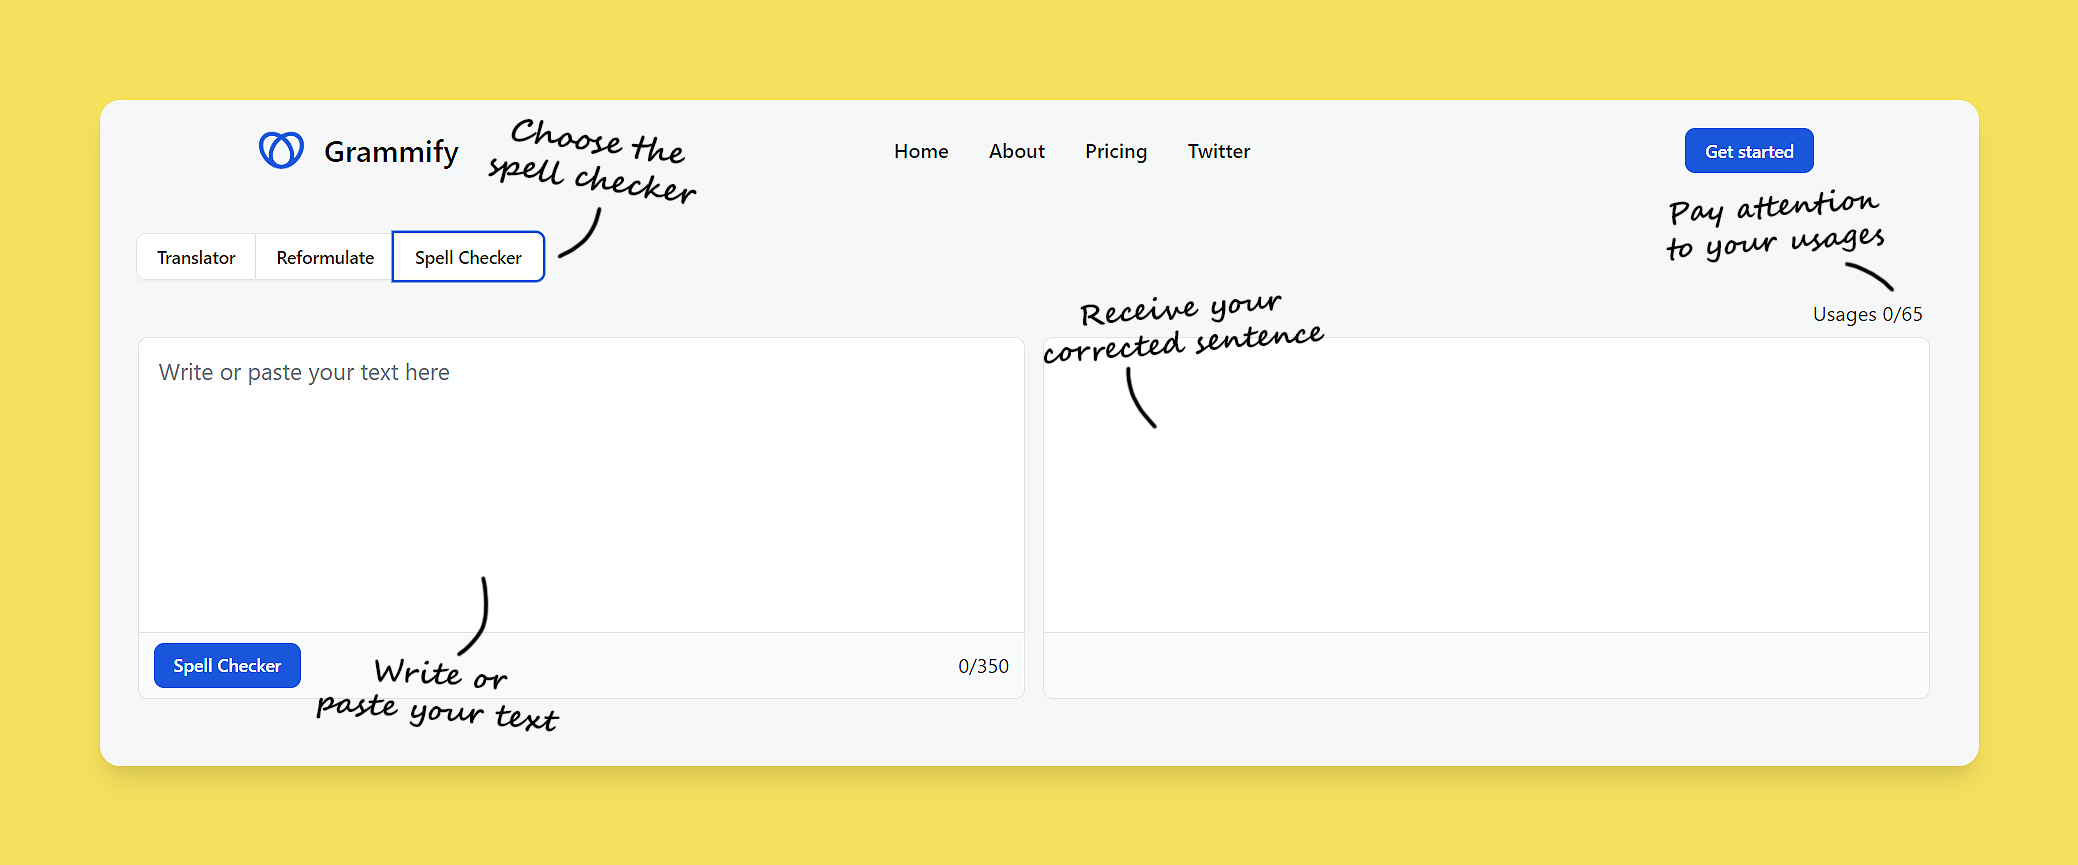 Grammify
Choose the
spell checker
Home
About
Pricing
Twitter
Get started
Pay attention
to your usages
Translator
Reformulate
Spell Checker
Usages 0/65
Receive your
corrected sentence
Write or paste your text here
Spell Checker
0/350
Write or
paste your text